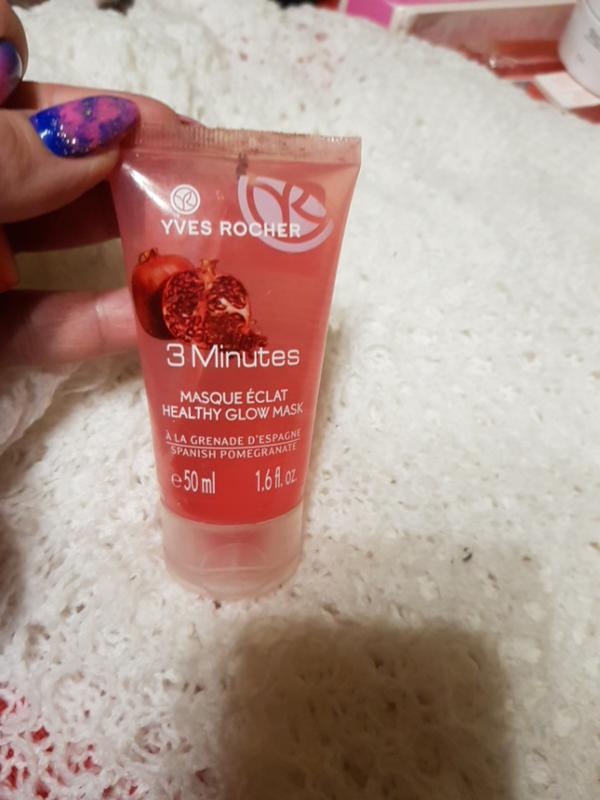 YVES ROCHER
3 Minutes
MASQUE ÉCLAT
HEALTHY GLOW MASK
À LA GRENADE D'ESPAGNE
SPANISH POMEGRANATE
℮50 ml 1.6 fl. oz.